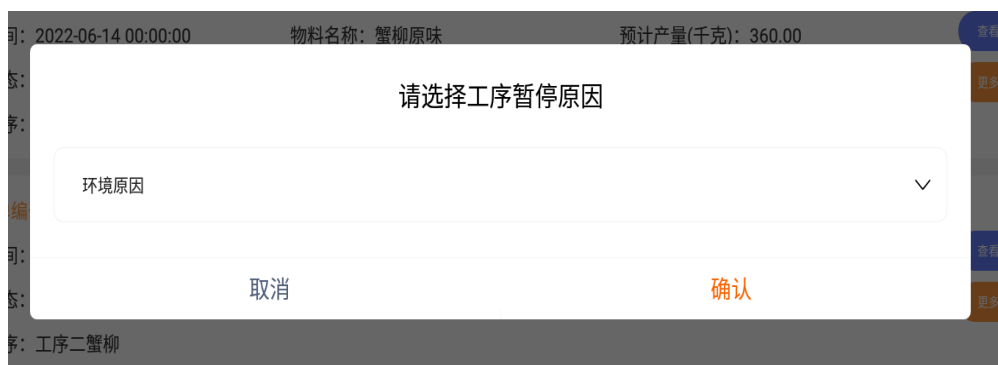 间：2022-06-14 00:00:00 物料名称：蟹柳原味 预计产量(千克)：360.00 查看
态： 更多
请选择工序暂停原因
序：
环境原因
编
间： 查看
取消 确认
态： 更多
序：工序二蟹柳